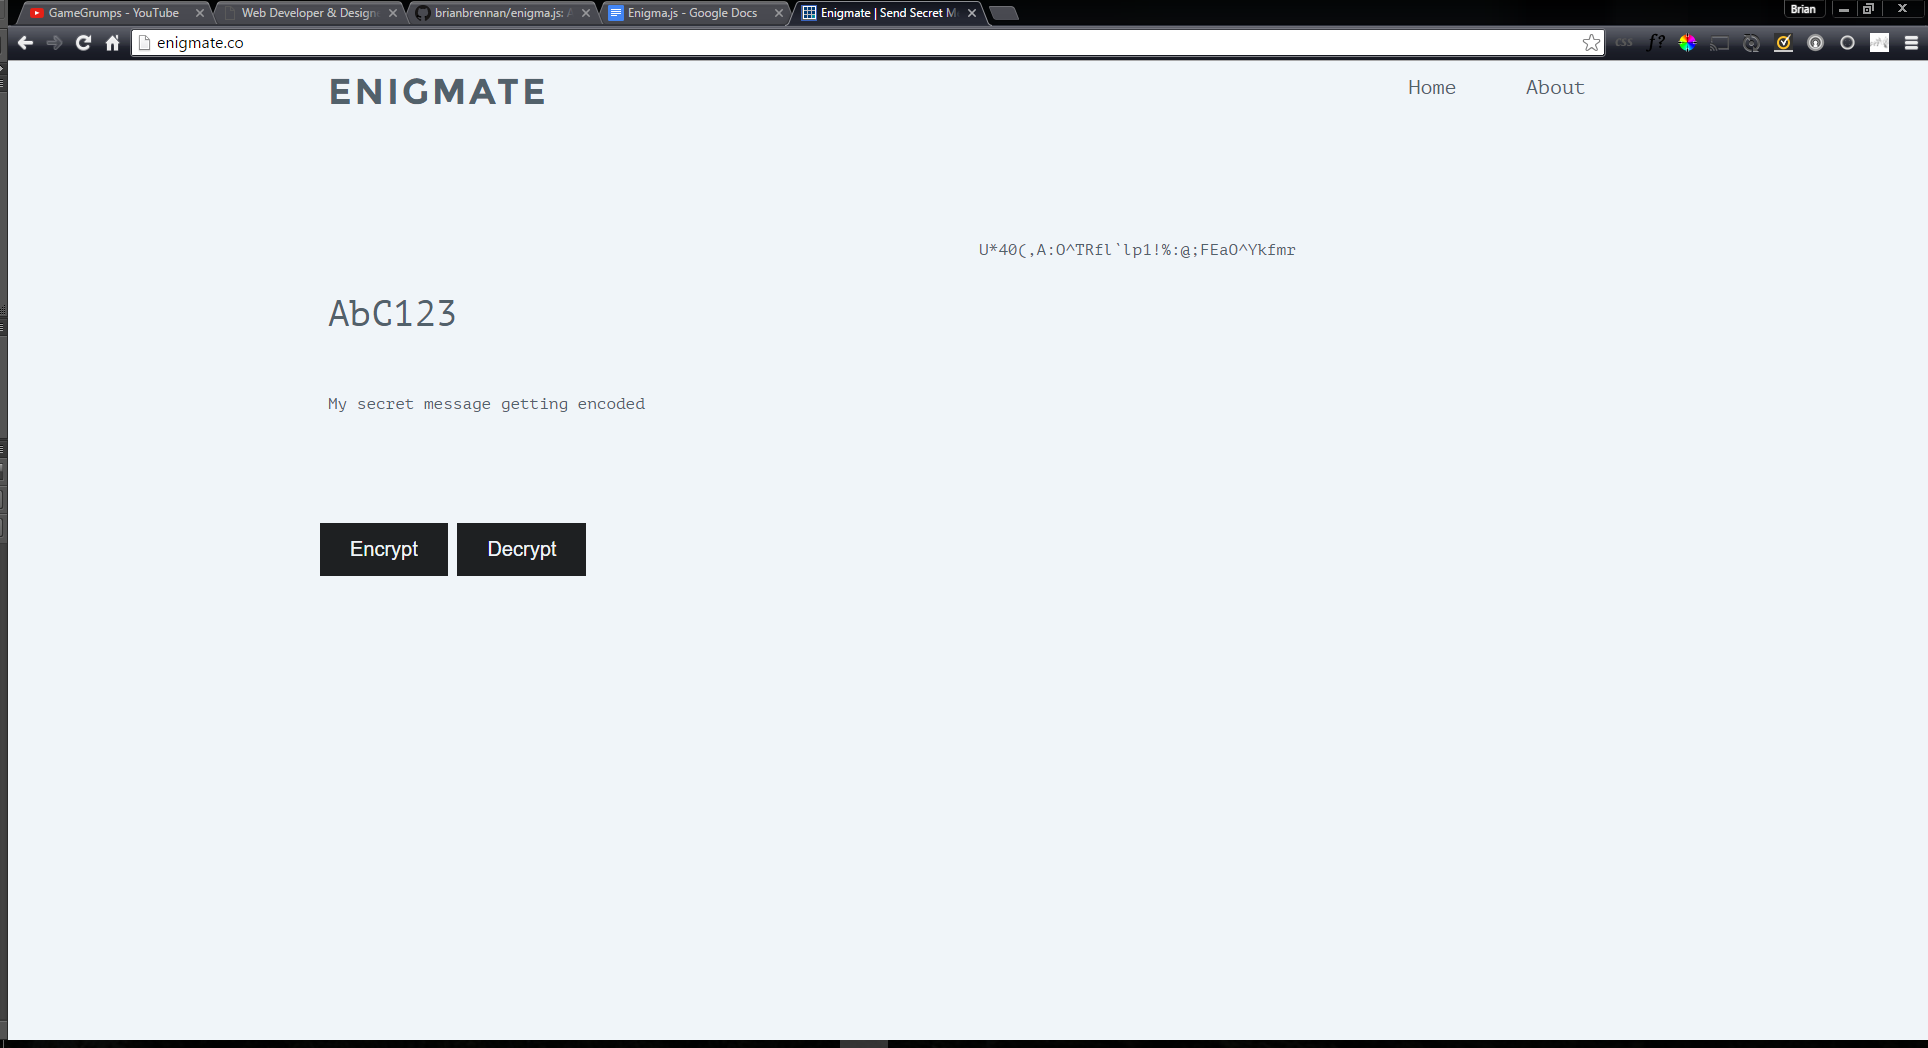 GameGrumps - YouTube
Web Developer & Design
brianbrennan/enigma.js:
Enigma.js - Google Docs
Enigmate | Send Secret M
Brian
enigmate.co
css f?
ENIGMATE
Home
About
U*40(,A:O^TRfl`lp1!%:@;FEaO^Ykfmr
AbC123
My secret message getting encoded
Encrypt
Decrypt